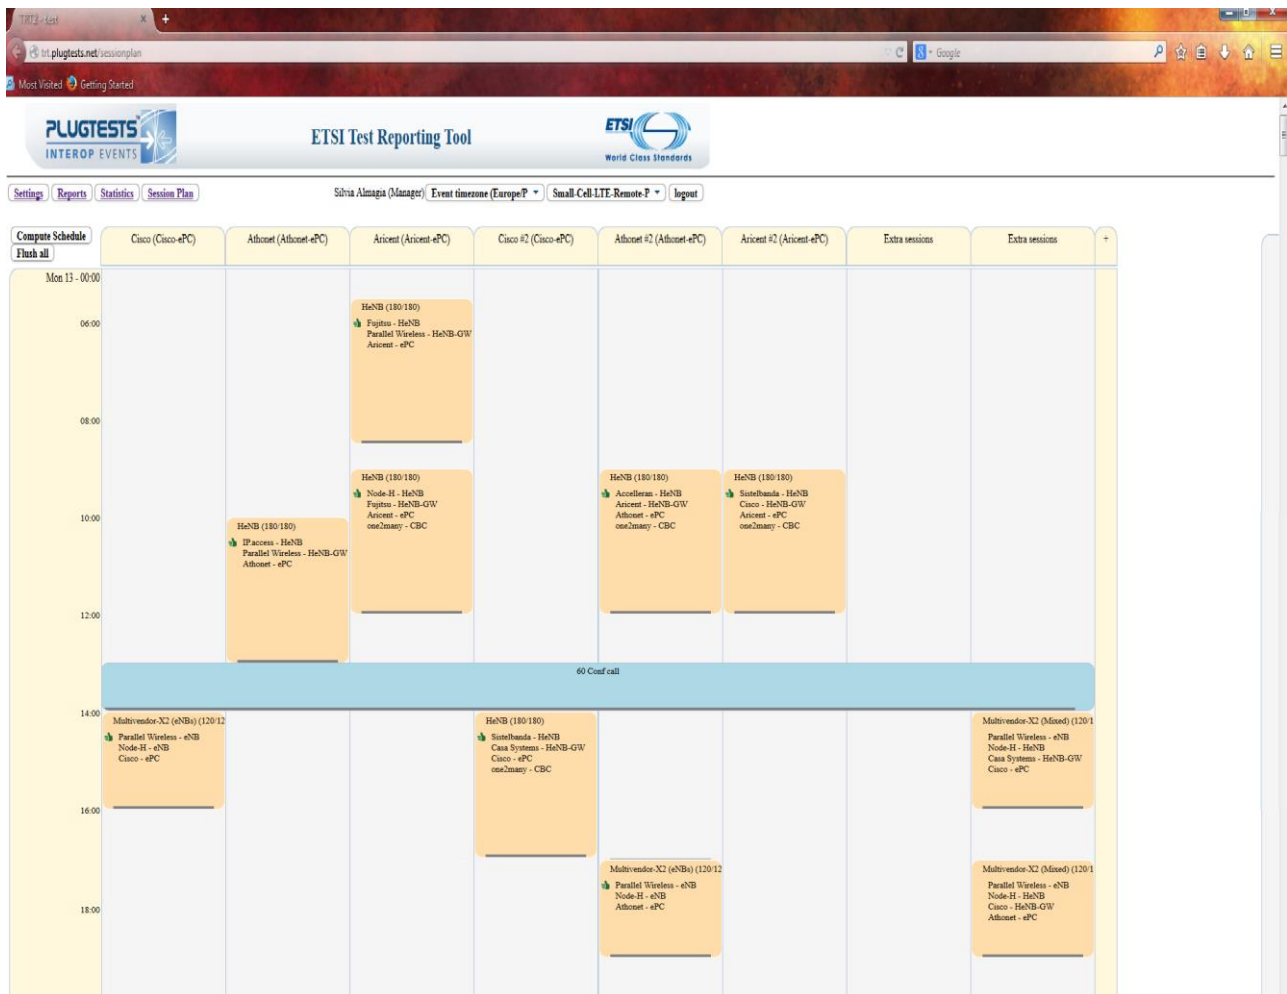 TRT2 - test x +
trt.plugtests.net/sessionplan
Google
Most Visited Getting Started
PLUGTESTS
INTEROP EVENTS
ETSI Test Reporting Tool
ETSI
World Class Standards
Settings Reports Statistics Session Plan
Silvia Almagia (Manager) Event timezone (Europe/P Small-Cell-LTE-Remote-P logout
Compute Schedule
Flush all
Cisco (Cisco-ePC) Athonet (Athonet-ePC) Aricent (Aricent-ePC) Cisco #2 (Cisco-ePC) Athonet #2 (Athonet-ePC) Aricent #2 (Aricent-ePC) Extra sessions Extra sessions +
Mon 13 - 00:00
06:00
HeNB (180/180)
Fujitsu - HeNB
Parallel Wireless - HeNB-GW
Aricent - ePC
08:00
HeNB (180/180)
Node-H - HeNB
Fujitsu - HeNB-GW
Aricent - ePC
one2many - CBC
HeNB (180/180)
Accelleran - HeNB
Aricent - HeNB-GW
Athonet - ePC
one2many - CBC
HeNB (180/180)
Sistelbanda - HeNB
Cisco - HeNB-GW
Aricent - ePC
one2many - CBC
10:00
HeNB (180/180)
IP.access - HeNB
Parallel Wireless - HeNB-GW
Athonet - ePC
12:00
60 Conf call
14:00
Multivendor-X2 (eNBs) (120/12
Parallel Wireless - eNB
Node-H - eNB
Cisco - ePC
HeNB (180/180)
Sistelbanda - HeNB
Casa Systems - HeNB-GW
Cisco - ePC
one2many - CBC
Multivendor-X2 (Mixed) (120/1
Parallel Wireless - eNB
Node-H - HeNB
Casa Systems - HeNB-GW
Cisco - ePC
16:00
Multivendor-X2 (eNBs) (120/12
Parallel Wireless - eNB
Node-H - eNB
Athonet - ePC
Multivendor-X2 (Mixed) (120/1
Parallel Wireless - eNB
Node-H - HeNB
Cisco - HeNB-GW
Athonet - ePC
18:00